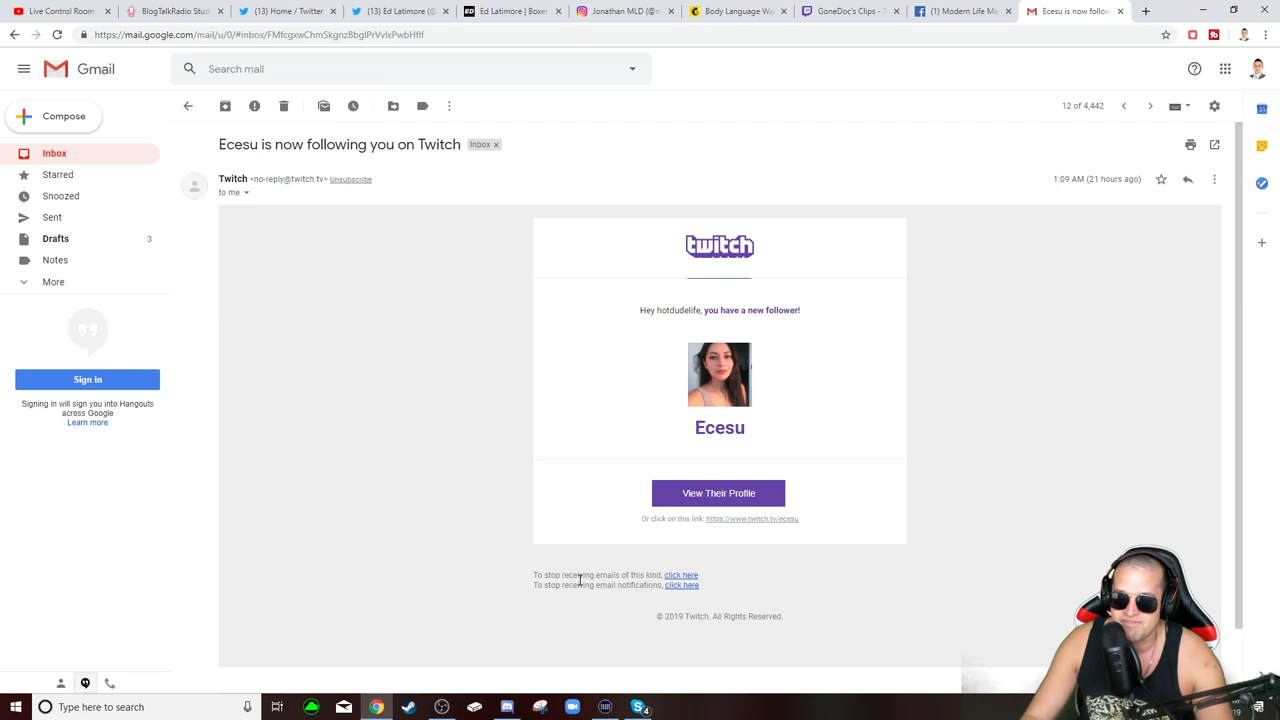 Live Control Room - YouTube
BlogTalkRadio Studi
(13) Home / Twitter
(13) Ed Latimore (@
Ed Latimore | Boxer
Jonathan MLD (@m
Body Language Wa
GoneDoc's Clips - T
(4) Modern Life Ma
Ecesu is now follow
https://mail.google.com/mail/u/0/#inbox/FMfcgxwChmSkgnzBbglPrVvlxPwbHflf
Gmail
Search mail
Compose
12 of 4,442
Inbox
Starred
Snoozed
Sent
Drafts 3
Notes
More
Sign in
Signing in will sign you into Hangouts
across Google
Learn more
Ecesu is now following you on Twitch Inbox x
Twitch <no-reply@twitch.tv> Unsubscribe
1:09 AM (21 hours ago)
to me
twitch
Hey hotdudelife, you have a new follower!
Ecesu
View Their Profile
Or click on this link: https://www.twitch.tv/ecesu
To stop receiving emails of this kind, click here
To stop receiving email notifications, click here
© 2019 Twitch. All Rights Reserved.
Type here to search
4